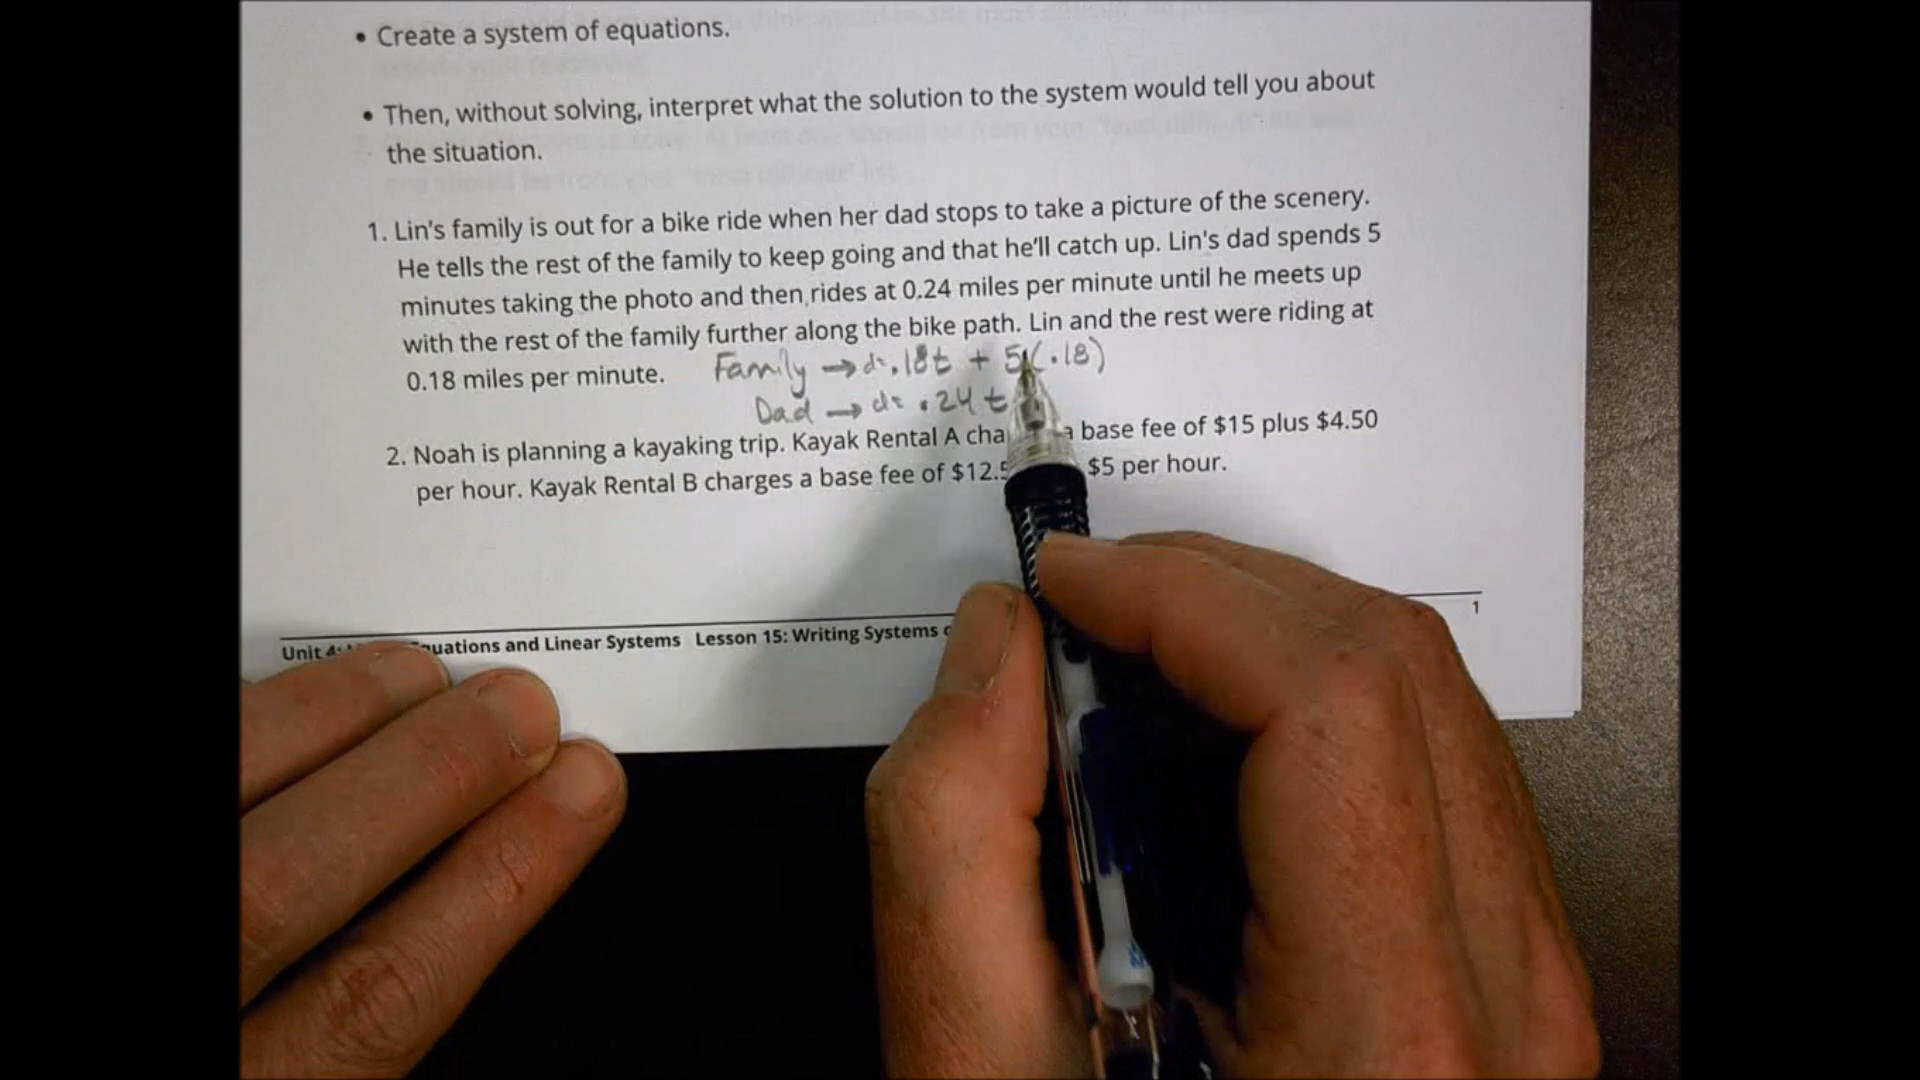 • Create a system of equations.
• Then, without solving, interpret what the solution to the system would tell you about
the situation.
1. Lin's family is out for a bike ride when her dad stops to take a picture of the scenery.
He tells the rest of the family to keep going and that he'll catch up. Lin's dad spends 5
minutes taking the photo and then rides at 0.24 miles per minute until he meets up
with the rest of the family further along the bike path. Lin and the rest were riding at
0.18 miles per minute.
Family → d=.18t + 5(.18)
Dad → d= .24t
2. Noah is planning a kayaking trip. Kayak Rental A cha a base fee of $15 plus $4.50
per hour. Kayak Rental B charges a base fee of $12.5 $5 per hour.
1
Unit 4: quations and Linear Systems Lesson 15: Writing Systems